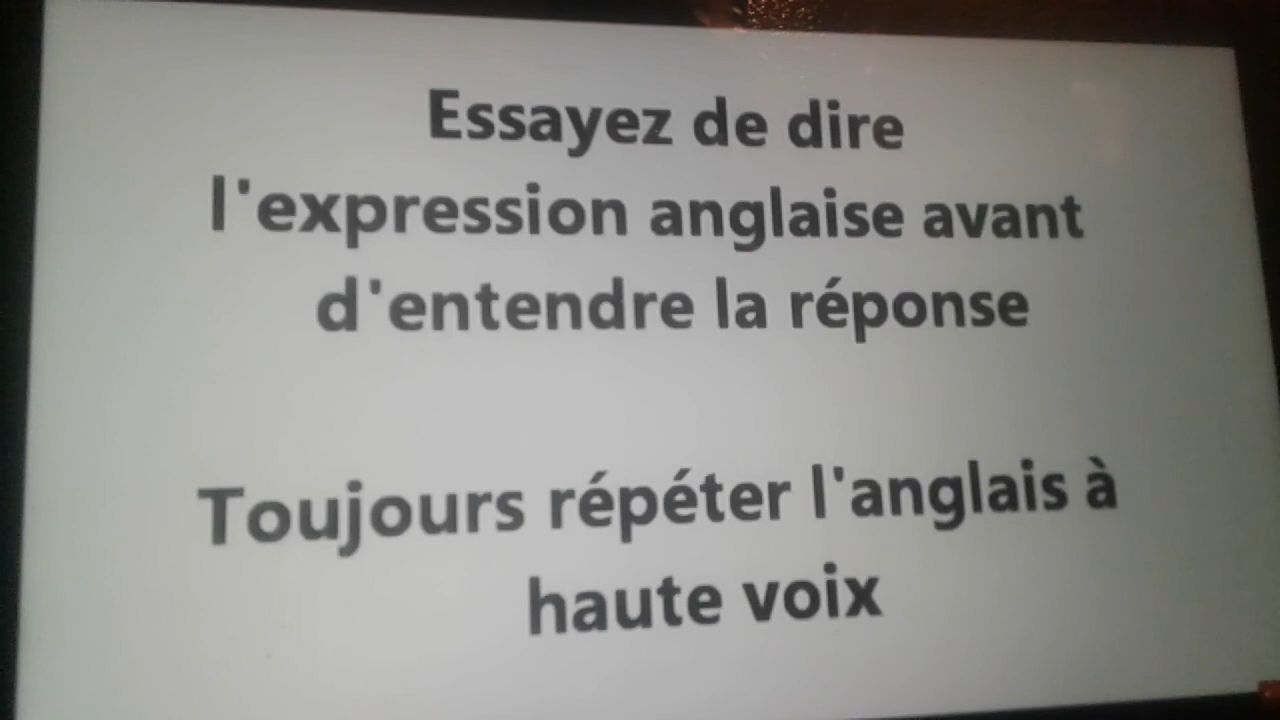 Essayez de dire
l'expression anglaise avant
d'entendre la réponse
Toujours répéter l'anglais à
haute voix